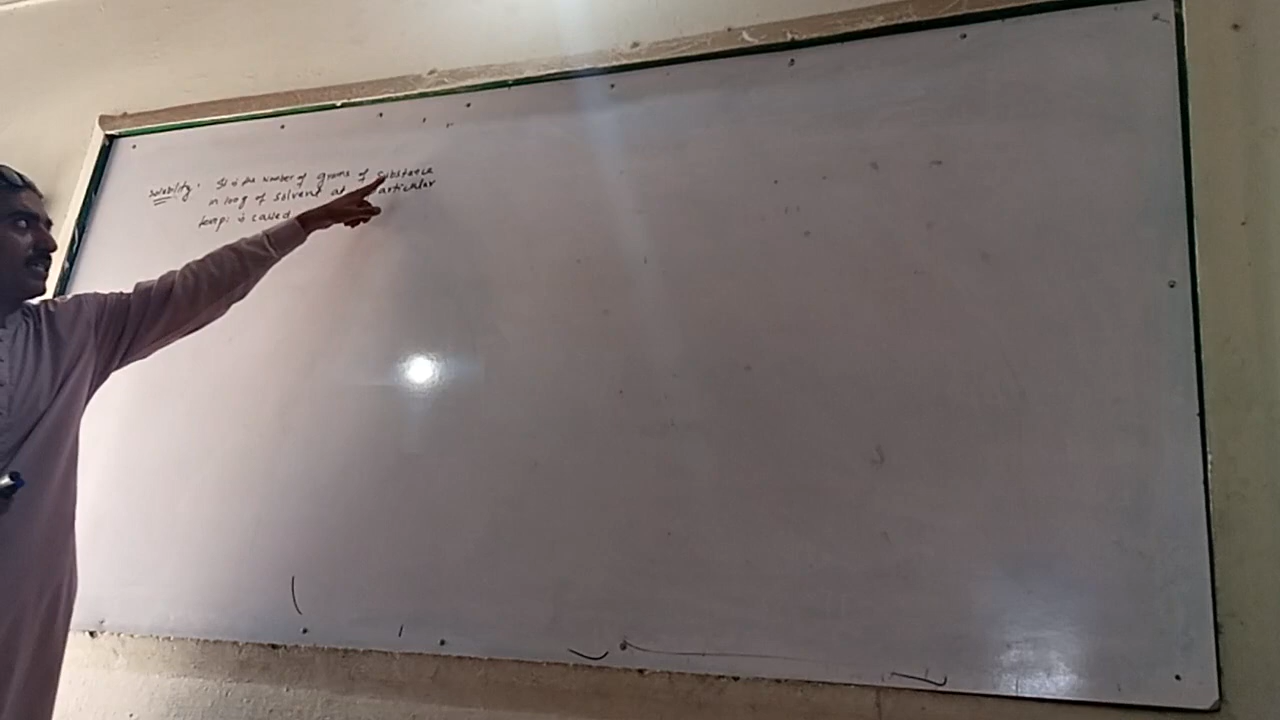 Solubility: It is the number of grams of Substance
in 100g of solvent at particular
temp: is called